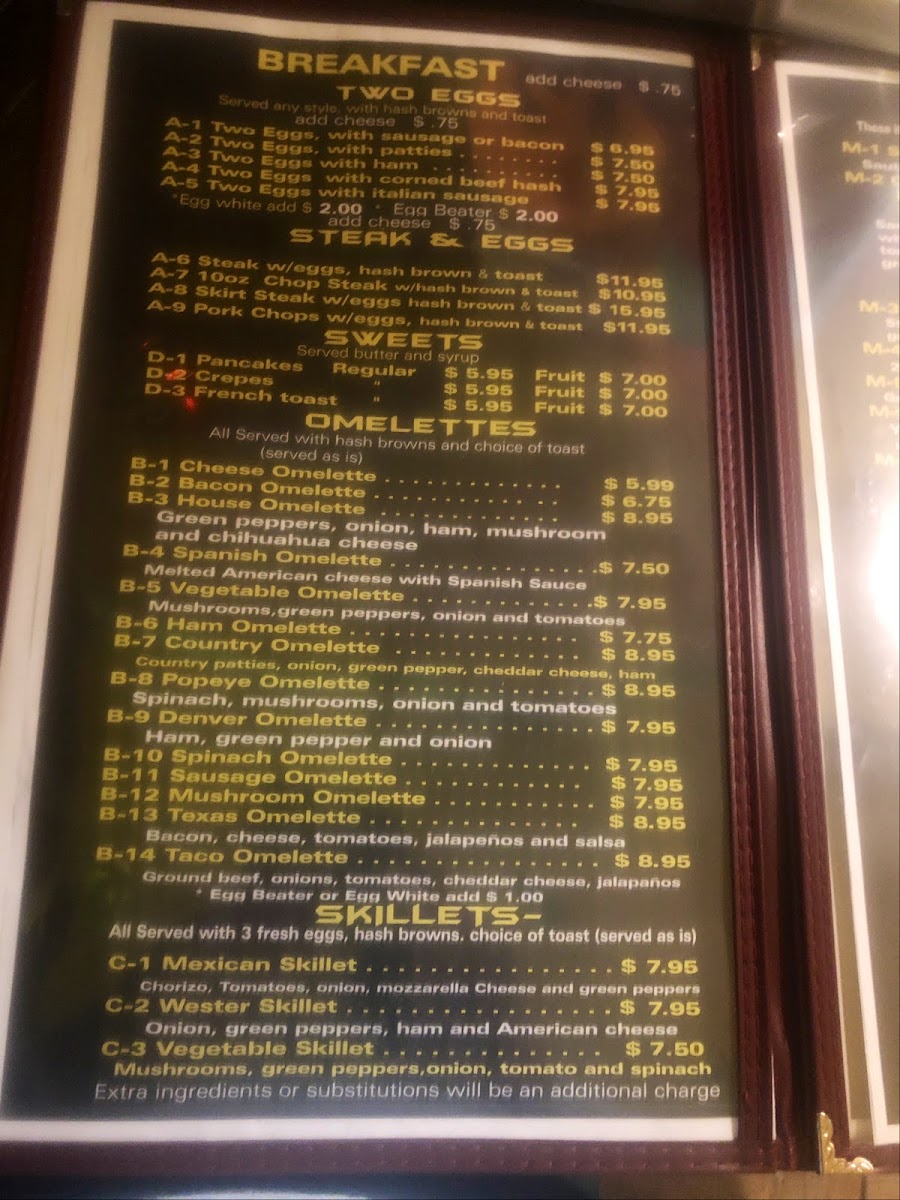 BREAKFAST add cheese $ .75
TWO EGGS
Served any style, with hash browns and toast
add cheese $ .75
A-1 Two Eggs, with sausage or bacon $ 6.95
A-2 Two Eggs, with patties . . . . . . . . $ 7.50
A-3 Two Eggs with ham . . . . . . . . . . . $ 7.50
A-4 Two Eggs with corned beef hash $ 7.95
A-5 Two Eggs with italian sausage $ 7.95
*Egg white add $ 2.00 * Egg Beater $ 2.00
add cheese $ .75
STEAK & EGGS
A-6 Steak w/eggs, hash brown & toast $11.95
A-7 10oz Chop Steak w/hash brown & toast $10.95
A-8 Skirt Steak w/eggs hash brown & toast $ 15.95
A-9 Pork Chops w/eggs, hash brown & toast $11.95
SWEETS
Served butter and syrup
D-1 Pancakes Regular $ 5.95 Fruit $ 7.00
D-2 Crepes " $ 5.95 Fruit $ 7.00
D-3 French toast " $ 5.95 Fruit $ 7.00
OMELETTES
All Served with hash browns and choice of toast
(served as is)
B-1 Cheese Omelette . . . . . . . . . . . . . $ 5.99
B-2 Bacon Omelette . . . . . . . . . . . . . $ 6.75
B-3 House Omelette . . . . . . . . . . . . . $ 8.95
Green peppers, onion, ham, mushroom
and chihuahua cheese
B-4 Spanish Omelette . . . . . . . . . . . . . . .$ 7.50
Melted American cheese with Spanish Sauce
B-5 Vegetable Omelette . . . . . . . . . . . . .$ 7.95
Mushrooms,green peppers, onion and tomatoes
B-6 Ham Omelette . . . . . . . . . . . . . . . . $ 7.75
B-7 Country Omelette . . . . . . . . . . . . . $ 8.95
Country patties, onion, green pepper, cheddar cheese, ham
B-8 Popeye Omelette . . . . . . . . . . . . . . . $ 8.95
Spinach, mushrooms, onion and tomatoes
B-9 Denver Omelette . . . . . . . . . . . . . . . $ 7.95
Ham, green pepper and onion
B-10 Spinach Omelette . . . . . . . . . . . . . $ 7.95
B-11 Sausage Omelette . . . . . . . . . . . . $ 7.95
B-12 Mushroom Omelette . . . . . . . . . . . $ 7.95
B-13 Texas Omelette . . . . . . . . . . . . . . $ 8.95
Bacon, cheese, tomatoes, jalapeños and salsa
B-14 Taco Omelette . . . . . . . . . . . . . . . . . $ 8.95
Ground beef, onions, tomatoes, cheddar cheese, jalapaños
* Egg Beater or Egg White add $ 1.00
SKILLETS-
All Served with 3 fresh eggs, hash browns. choice of toast (served as is)
C-1 Mexican Skillet . . . . . . . . . . . . . . . . . $ 7.95
Chorizo, Tomatoes, onion, mozzarella Cheese and green peppers
C-2 Wester Skillet . . . . . . . . . . . . . . . . . . $ 7.95
Onion, green peppers, ham and American cheese
C-3 Vegetable Skillet . . . . . . . . . . . . . . . $ 7.50
Mushrooms, green peppers,onion, tomato and spinach
Extra ingredients or substitutions will be an additional charge
M-1
M-2
M-3